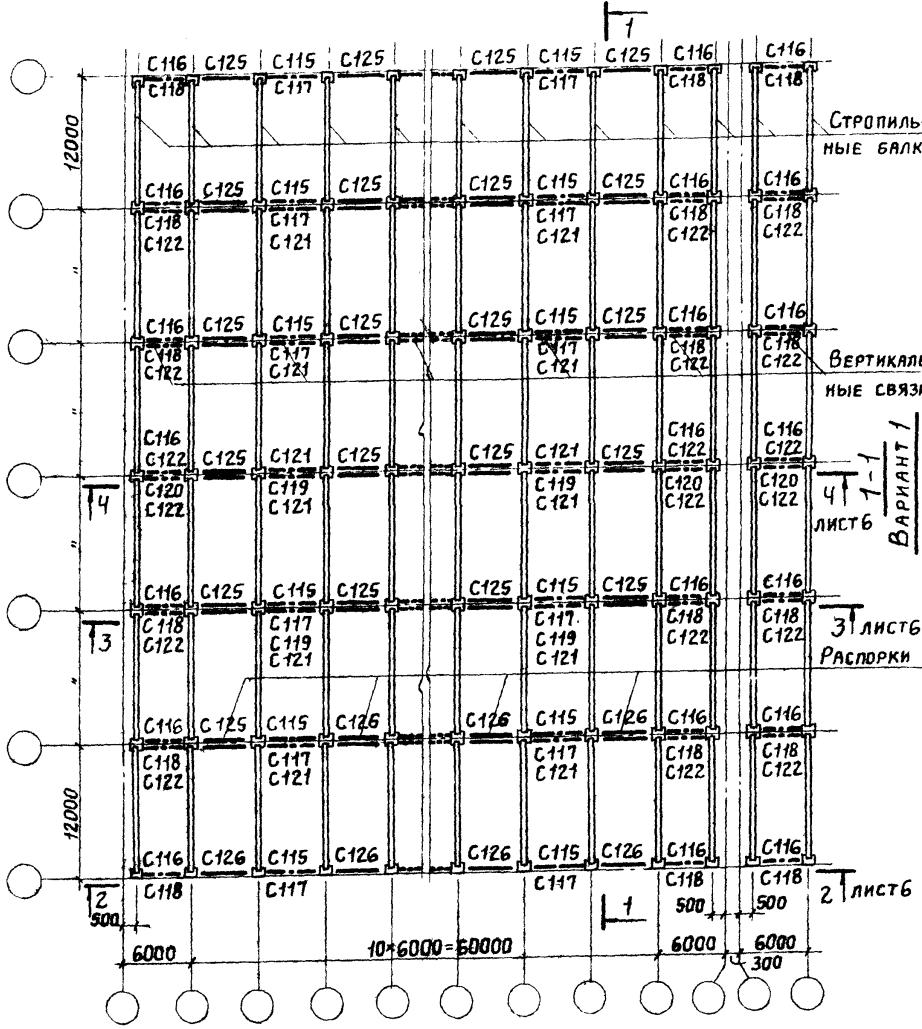 1
С116 С125 С115 С125 С125 С115 С125 С116 С116
С118 С117 С117 С118 С118
12000
СТРОПИЛЬ-
НЫЕ БАЛК
С116 С125 С115 С125 С125 С115 С125 С116 С116
С118 С117 С117 С118 С118
С122 С121 С121 С122 С122
"
С116 С125 С115 С125 С125 С115 С125 С116 С116
С118 С117 С117 С118 С118
С122 С121 С121 С122 С122
ВЕРТИКАЛЬ
НЫЕ СВЯЗИ
"
С116 С116 С116
С122 С125 С121 С125 С125 С121 С125 С122 С122
С120 С119 С119 С120 С120
С122 С121 С121 С122 С122
4 4
ЛИСТ 6
1-1
ВАРИАНТ 1
"
С116 С125 С115 С125 С125 С115 С125 С116 С116
С118 С117 С117 С118 С118
С122 С119 С119 С122 С122
С121 С121
3 3 ЛИСТ 6
РАСПОРКИ
"
С116 С125 С115 С126 С126 С115 С126 С116 С116
С118 С117 С117 С118 С118
С122 С121 С121 С122 С122
12000
С116 С126 С115 С126 С126 С115 С126 С116 С116
С118 С117 С117 С118 С118
2 2 ЛИСТ 6
500 1 500 500
6000 10×6000=60000 6000 6000
300